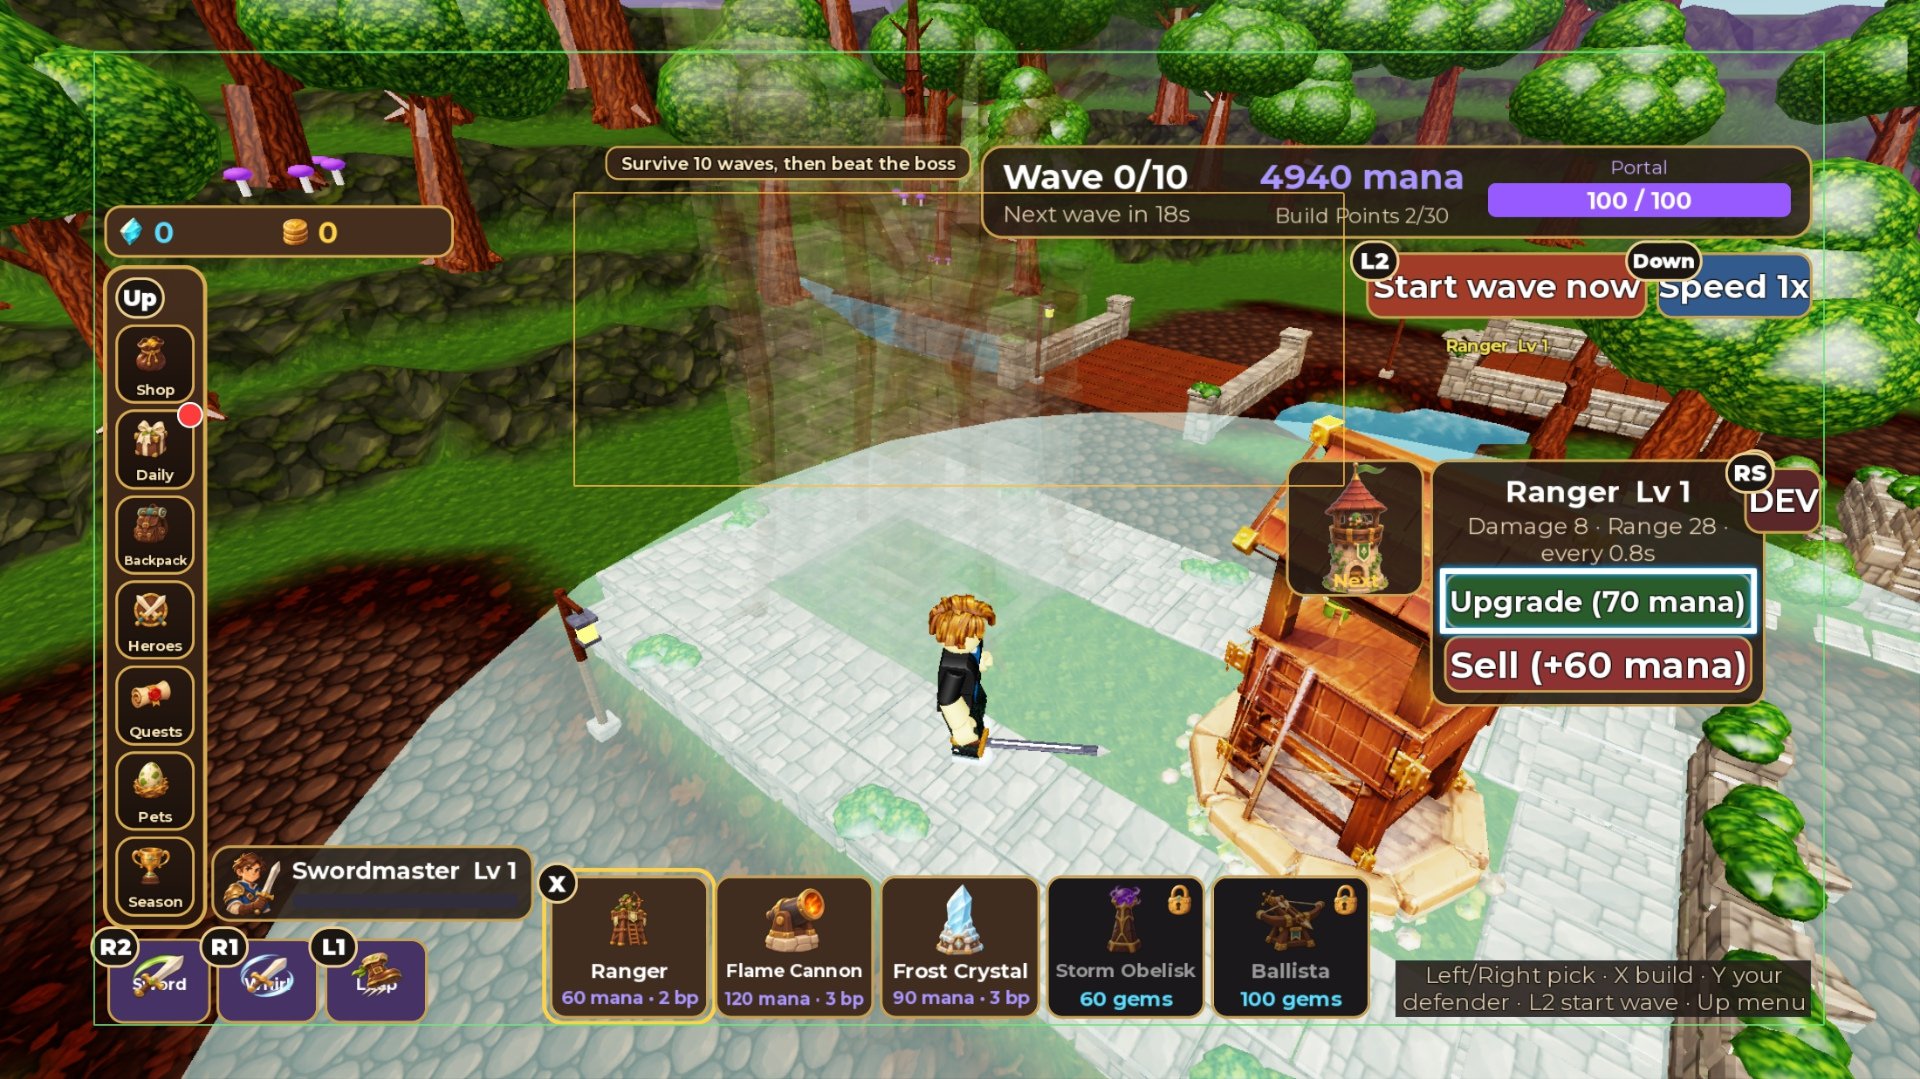 Survive 10 waves, then beat the boss
Wave 0/10
Next wave in 18s
4940 mana
Build Points 2/30
Portal
100 / 100
0
0
L2
Start wave now
Down
Speed 1x
Up
Shop
Daily
Backpack
Heroes
Quests
Pets
Season
Ranger Lv 1
Next
Ranger Lv 1
Damage 8 · Range 28 ·
every 0.8s
RS
DEV
Upgrade (70 mana)
Sell (+60 mana)
Swordmaster Lv 1
R2
Sword
R1
Whirl
L1
X
Ranger
60 mana · 2 bp
Flame Cannon
120 mana · 3 bp
Frost Crystal
90 mana · 3 bp
Storm Obelisk
60 gems
Ballista
100 gems
Left/Right pick · X build · Y your
defender · L2 start wave · Up menu